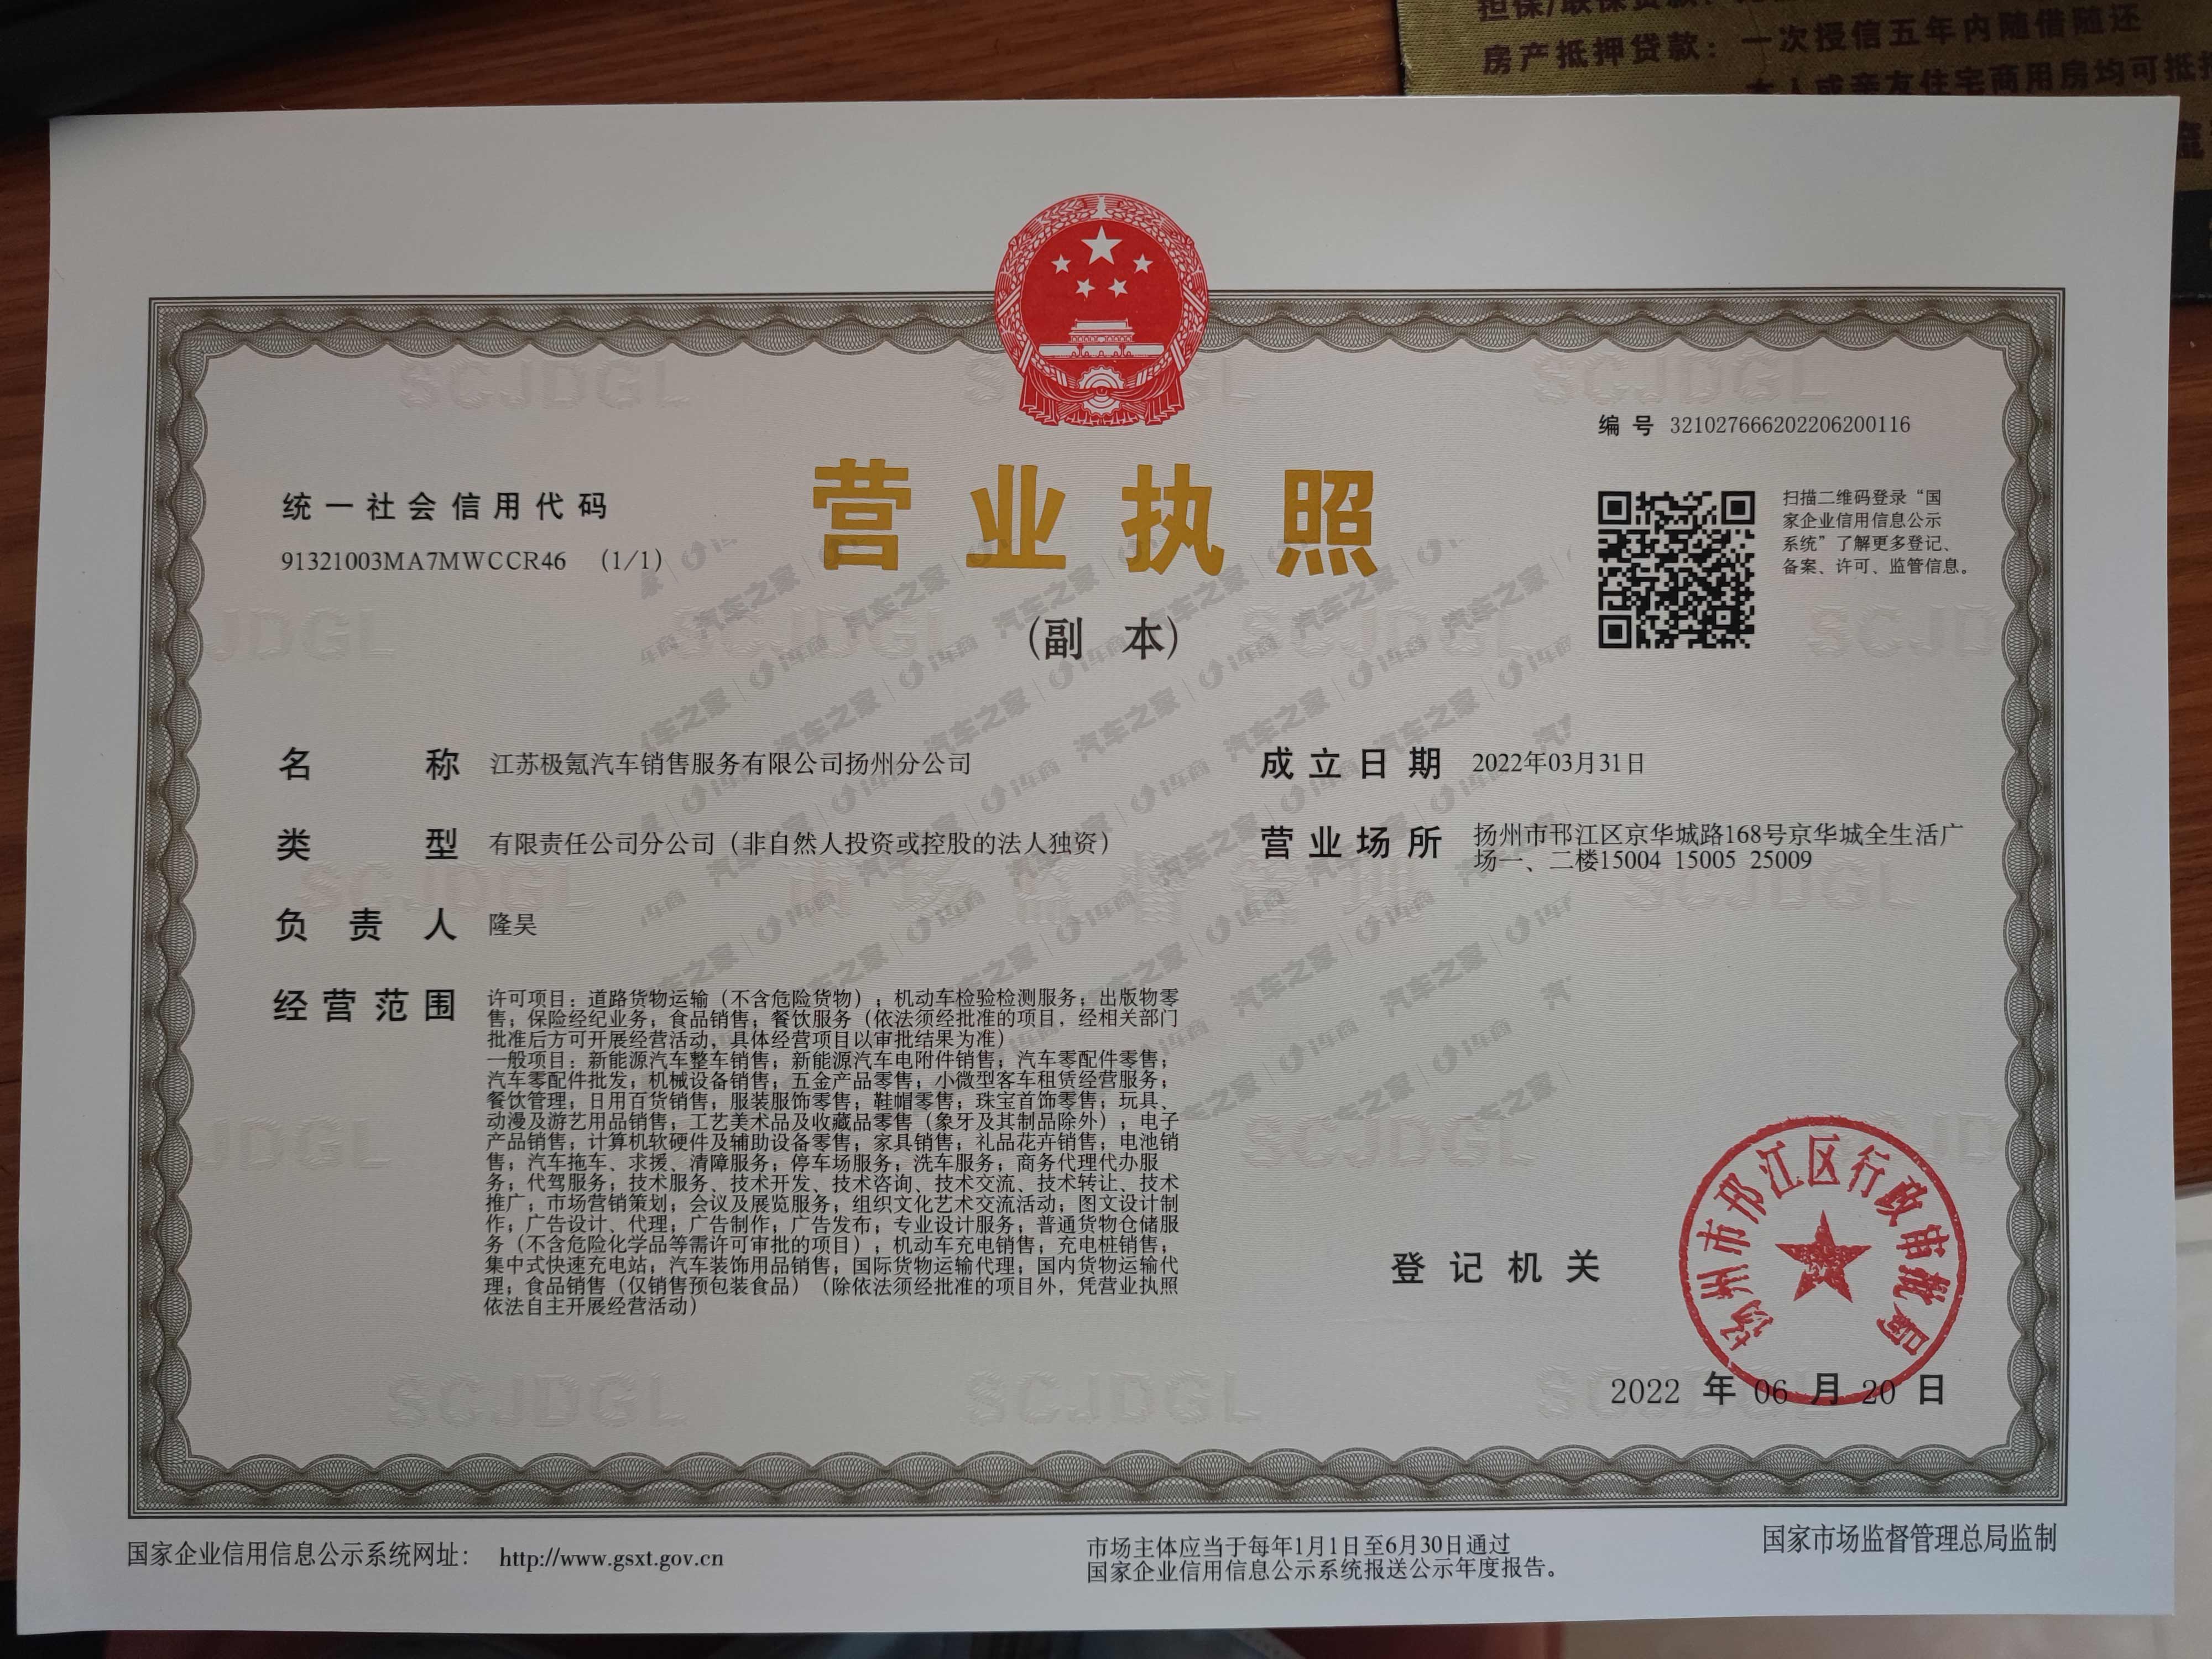 担保/联保贷款:
房产抵押贷款：一次授信五年内随借随还
本人或亲友住宅商用房均可抵押
编号 321027666202206200116
统一社会信用代码
91321003MA7MWCCR46 (1/1)
营业执照
(副 本)
扫描二维码登录“国
家企业信用信息公示
系统”了解更多登记、
备案、许可、监管信息。
名称 江苏极氪汽车销售服务有限公司扬州分公司
类型 有限责任公司分公司（非自然人投资或控股的法人独资）
负责人 隆昊
经营范围 许可项目：道路货物运输（不含危险货物）；机动车检验检测服务；出版物零
售；保险经纪业务；食品销售；餐饮服务（依法须经批准的项目，经相关部门
批准后方可开展经营活动，具体经营项目以审批结果为准）
一般项目：新能源汽车整车销售；新能源汽车电附件销售；汽车零配件零售；
汽车零配件批发；机械设备销售；五金产品零售；小微型客车租赁经营服务；
餐饮管理；日用百货销售；服装服饰零售；鞋帽零售；珠宝首饰零售；玩具、
动漫及游艺用品销售；工艺美术品及收藏品零售（象牙及其制品除外）；电子
产品销售；计算机软硬件及辅助设备零售；家具销售；礼品花卉销售；电池销
售；汽车拖车、求援、清障服务；停车场服务；洗车服务；商务代理代办服
务；代驾服务；技术服务、技术开发、技术咨询、技术交流、技术转让、技术
推广；市场营销策划；会议及展览服务；组织文化艺术交流活动；图文设计制
作；广告设计、代理；广告制作；广告发布；专业设计服务；普通货物仓储服
务（不含危险化学品等需许可审批的项目）；机动车充电销售；充电桩销售；
集中式快速充电站；汽车装饰用品销售；国际货物运输代理；国内货物运输代
理；食品销售（仅销售预包装食品）（除依法须经批准的项目外，凭营业执照
依法自主开展经营活动）
成立日期 2022年03月31日
营业场所 扬州市邗江区京华城路168号京华城全生活广
场一、二楼15004 15005 25009
登记机关
扬州市邗江区行政审批局
2022 年 06 月 20 日
国家企业信用信息公示系统网址： http://www.gsxt.gov.cn
市场主体应当于每年1月1日至6月30日通过
国家企业信用信息公示系统报送公示年度报告。
国家市场监督管理总局监制
SCJDGL
汽车之家 | i车商